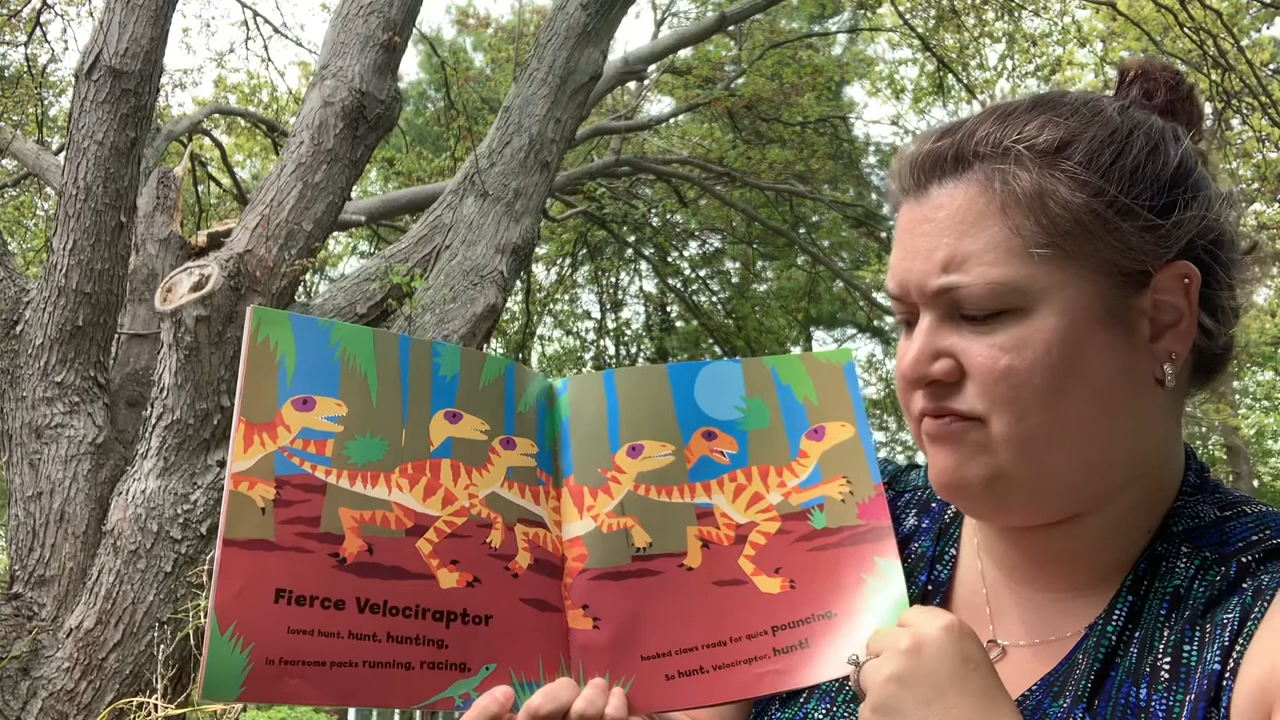 Fierce Velociraptor
loved hunt, hunt, hunting,
In fearsome packs running, racing,
hooked claws ready for quick pouncing.
So hunt, Velociraptor, hunt!